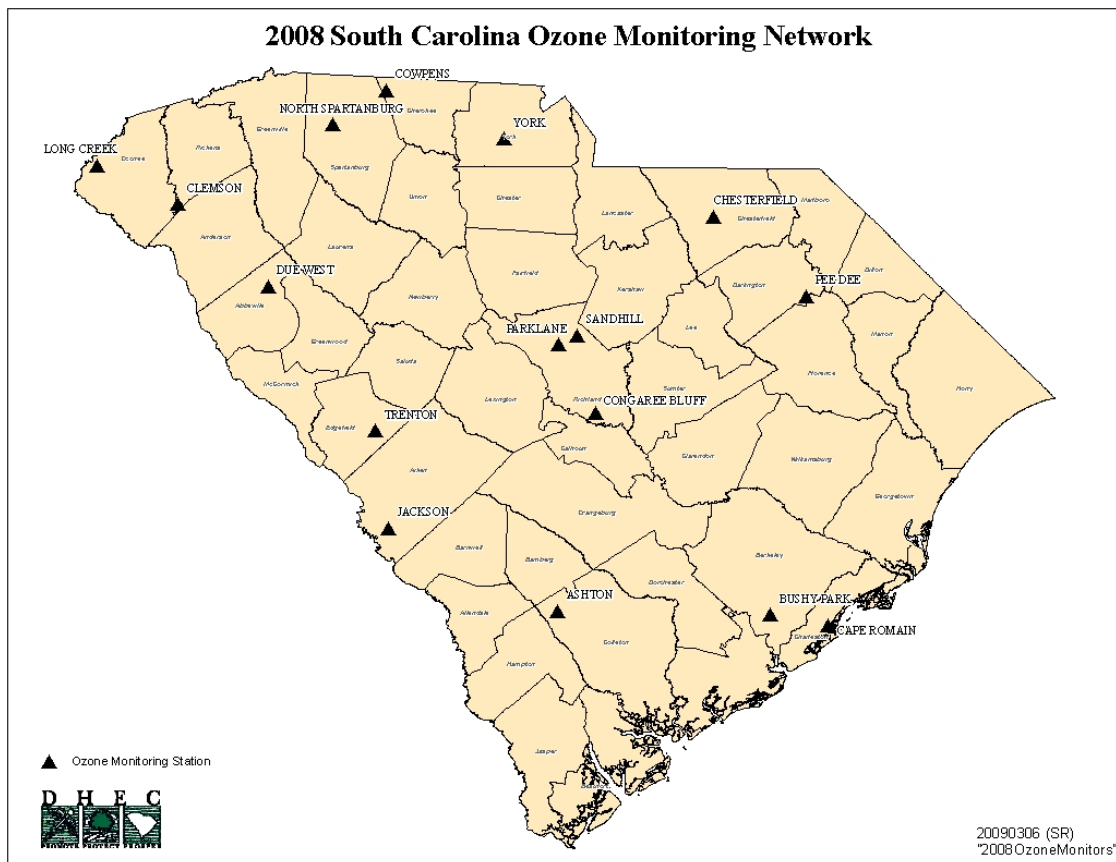 2008 South Carolina Ozone Monitoring Network
COWPENS
NORTH SPARTANBURG
Cherokee
YORK
York
Greenville
LONG CREEK
Oconee
Pickens
Spartanburg
CLEMSON
Union
Chester
CHESTERFIELD
Marlboro
Chesterfield
Lancaster
Anderson
Laurens
DUE WEST
Fairfield
Dillon
PEE DEE
Darlington
Abbeville
Newberry
Kershaw
PARKLANE
SANDHILL
Lee
Marion
Greenwood
Saluda
Florence
Horry
McCormick
Lexington
Richland
CONGAREE BLUFF
Sumter
TRENTON
Edgefield
Calhoun
Clarendon
Williamsburg
Aiken
Georgetown
JACKSON
Orangeburg
Barnwell
Bamberg
Berkeley
Dorchester
ASHTON
BUSHY PARK
Allendale
CAPE ROMAIN
Charleston
Colleton
Hampton
Jasper
Ozone Monitoring Station
D H E C
PROMOTE PROTECT PROSPER
20090306 (SR)
"2008OzoneMonitors"